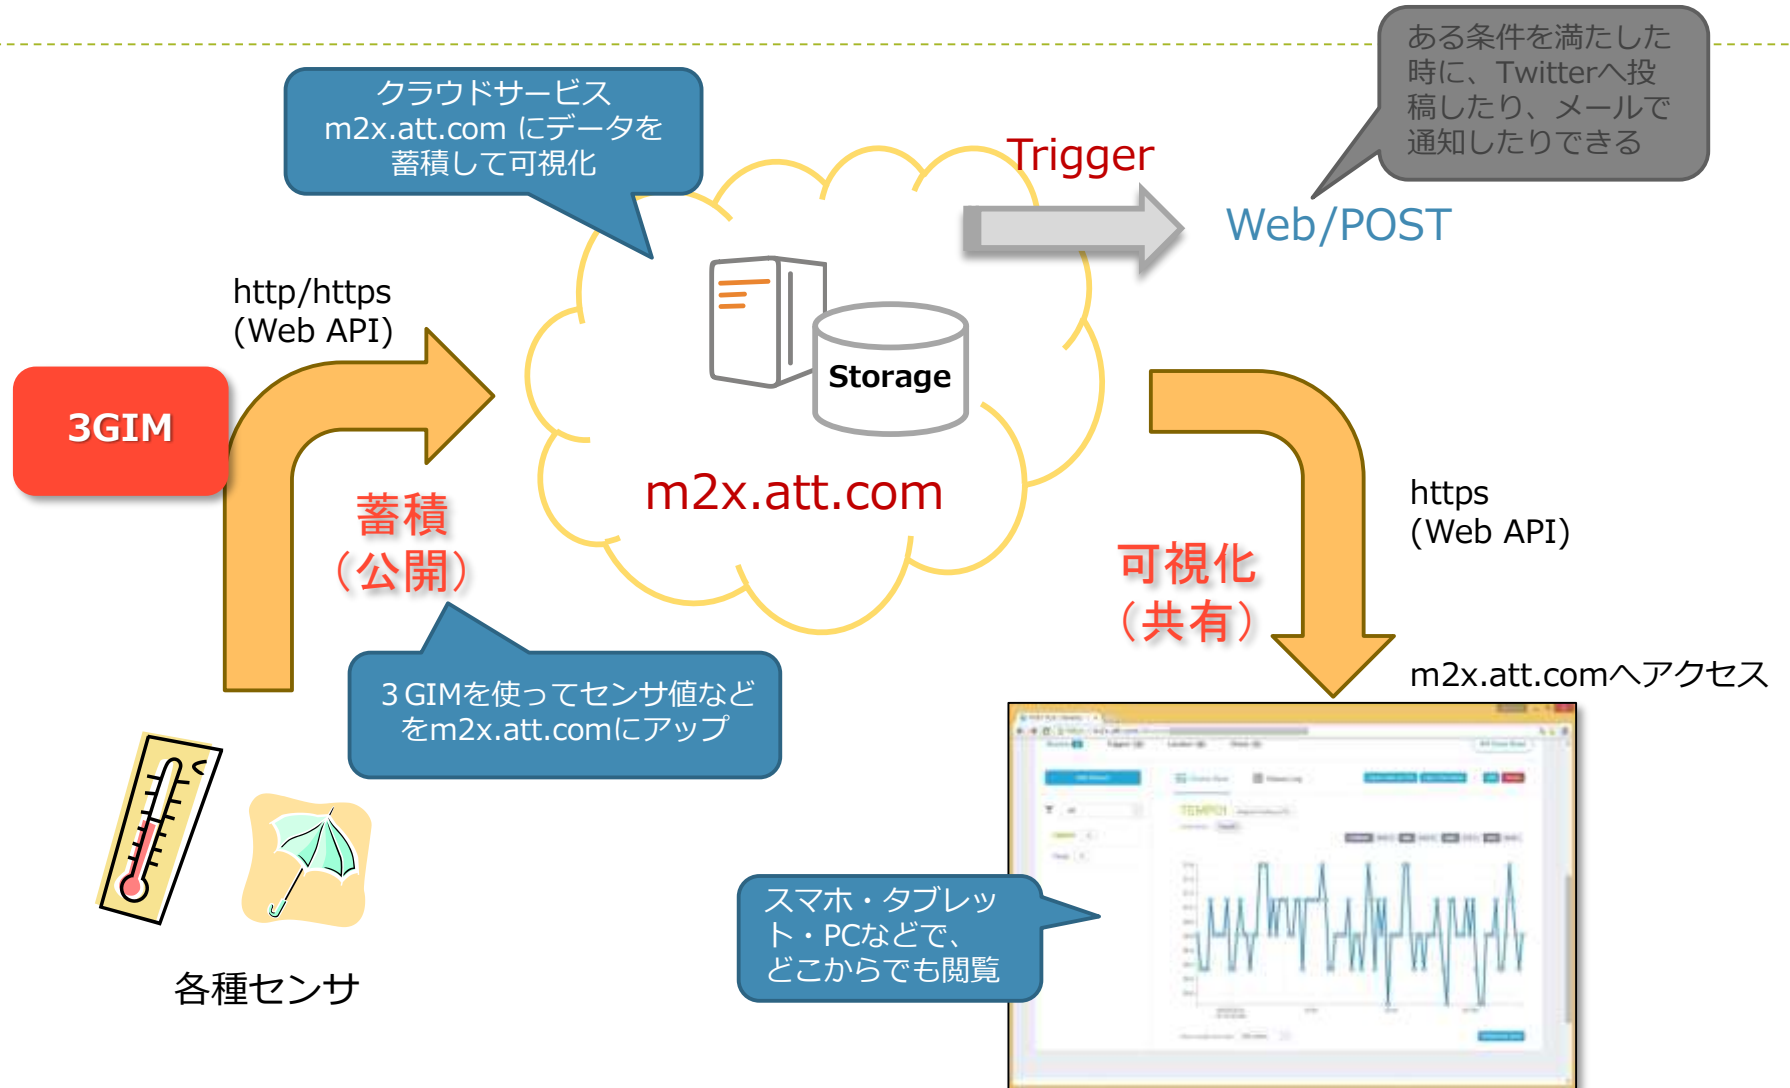 ある条件を満たした
時に、Twitterへ投
稿したり、メールで
通知したりできる
クラウドサービス
m2x.att.com にデータを
蓄積して可視化
Trigger
Web/POST
http/https
(Web API)
Storage
3GIM
m2x.att.com
蓄積
（公開）
https
(Web API)
可視化
（共有）
m2x.att.comへアクセス
３GIMを使ってセンサ値など
をm2x.att.comにアップ
TEMP01
スマホ・タブレッ
ト・PCなどで、
どこからでも閲覧
各種センサ